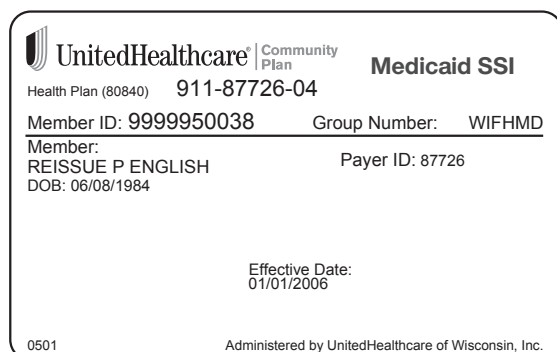 UnitedHealthcare® Community Plan
Medicaid SSI
Health Plan (80840) 911-87726-04
Member ID: 9999950038 Group Number: WIFHMD
Member:
REISSUE P ENGLISH
DOB: 06/08/1984
Payer ID: 87726
Effective Date:
01/01/2006
0501 Administered by UnitedHealthcare of Wisconsin, Inc.